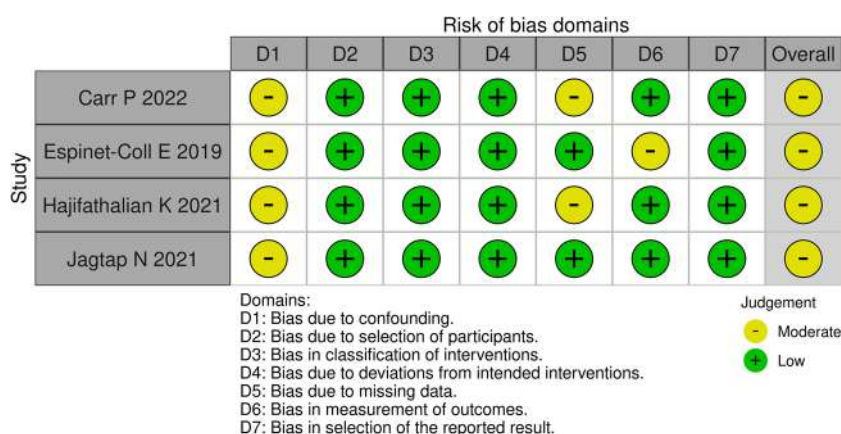 Risk of bias domains
D1 D2 D3 D4 D5 D6 D7 Overall
Study
Carr P 2022 - + + + - + + -
Espinet-Coll E 2019 - + + + + - + -
Hajifathalian K 2021 - + + + - + + -
Jagtap N 2021 - + + + + + + -
Domains:
D1: Bias due to confounding.
D2: Bias due to selection of participants.
D3: Bias in classification of interventions.
D4: Bias due to deviations from intended interventions.
D5: Bias due to missing data.
D6: Bias in measurement of outcomes.
D7: Bias in selection of the reported result.
Judgement
- Moderate
+ Low